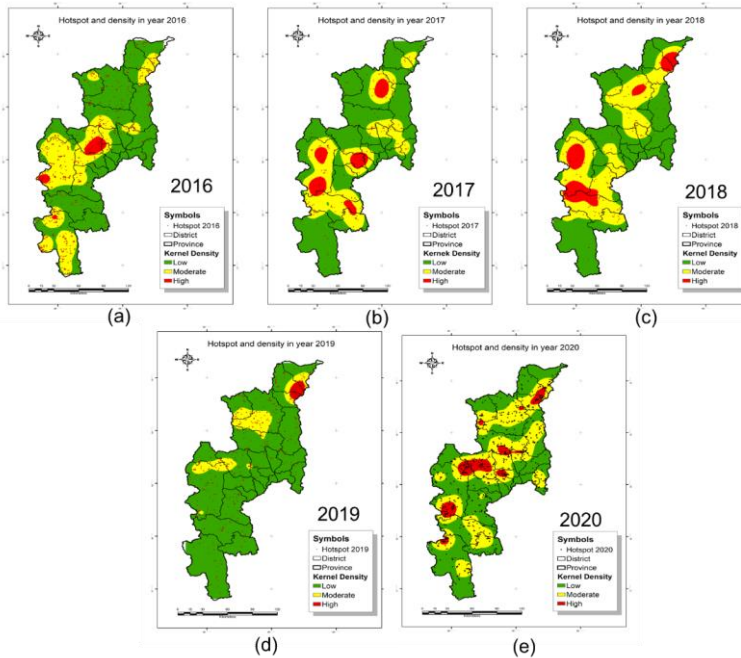 Hotspot and density in year 2016
2016
Symbols
Hotspot 2016
District
Province
Kernel Density
Low
Moderate
High
(a)
Hotspot and density in year 2017
2017
Symbols
Hotspot 2017
District
Province
Kernel Density
Low
Moderate
High
(b)
Hotspot and density in year 2018
2018
Symbols
Hotspot 2018
District
Province
Kernel Density
Low
Moderate
High
(c)
Hotspot and density in year 2019
2019
Symbols
Hotspot 2019
District
Province
Kernel Density
Low
Moderate
High
(d)
Hotspot and density in year 2020
2020
Symbols
Hotspot 2020
District
Province
Kernel Density
Low
Moderate
High
(e)